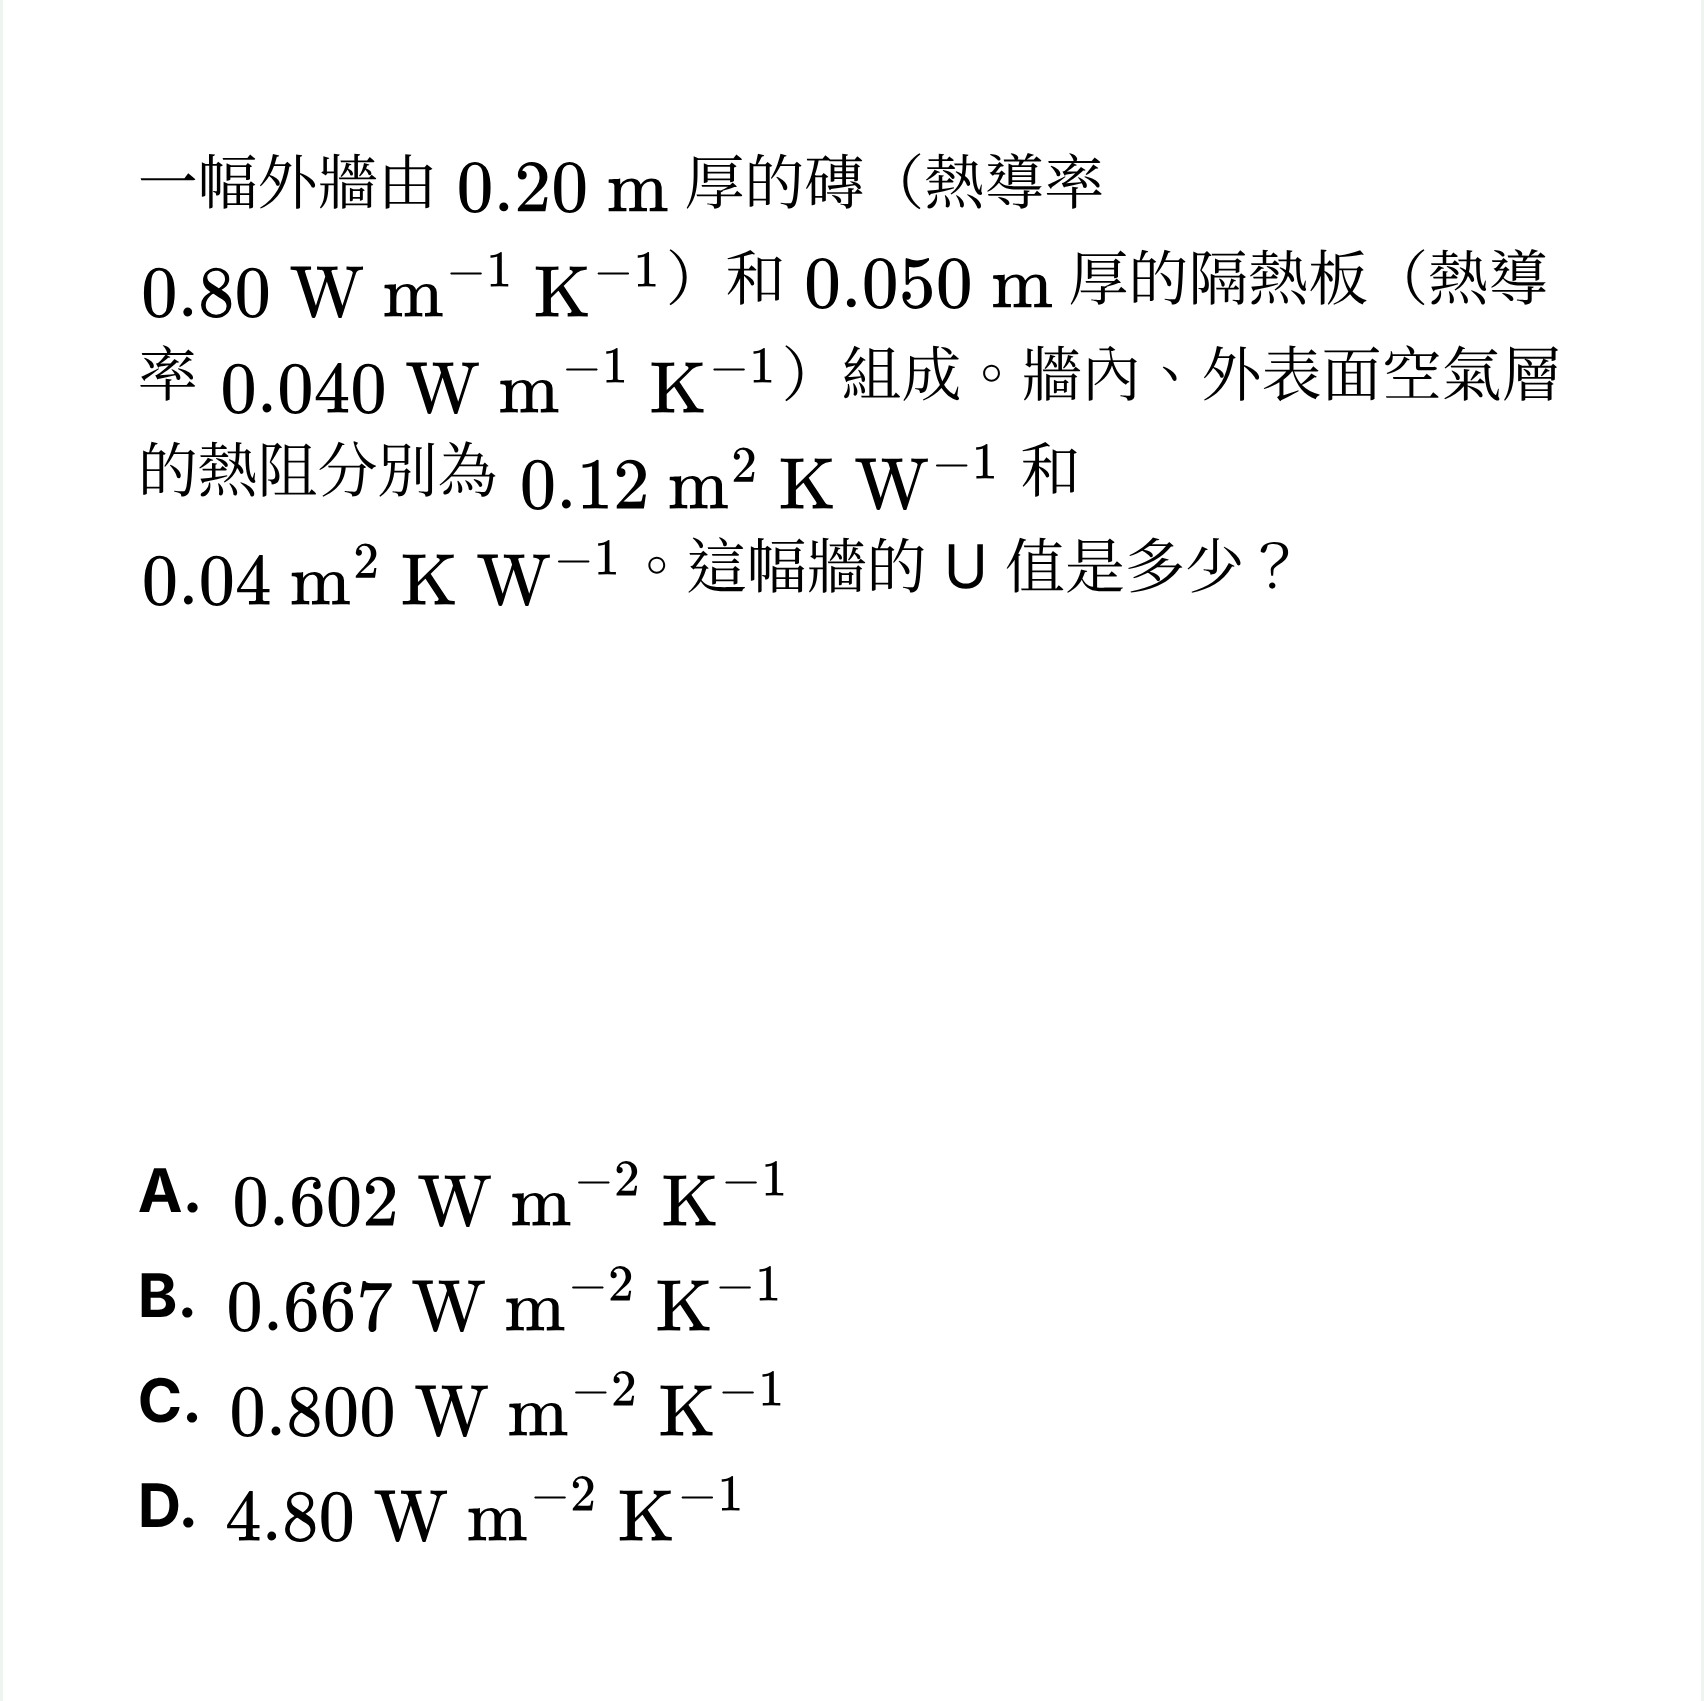 一幅外牆由 0.20 m 厚的磚（熱導率
0.80 W m⁻¹ K⁻¹）和 0.050 m 厚的隔熱板（熱導
率 0.040 W m⁻¹ K⁻¹）組成。牆內、外表面空氣層
的熱阻分別為 0.12 m² K W⁻¹ 和
0.04 m² K W⁻¹。這幅牆的 U 值是多少？
A. 0.602 W m⁻² K⁻¹
B. 0.667 W m⁻² K⁻¹
C. 0.800 W m⁻² K⁻¹
D. 4.80 W m⁻² K⁻¹